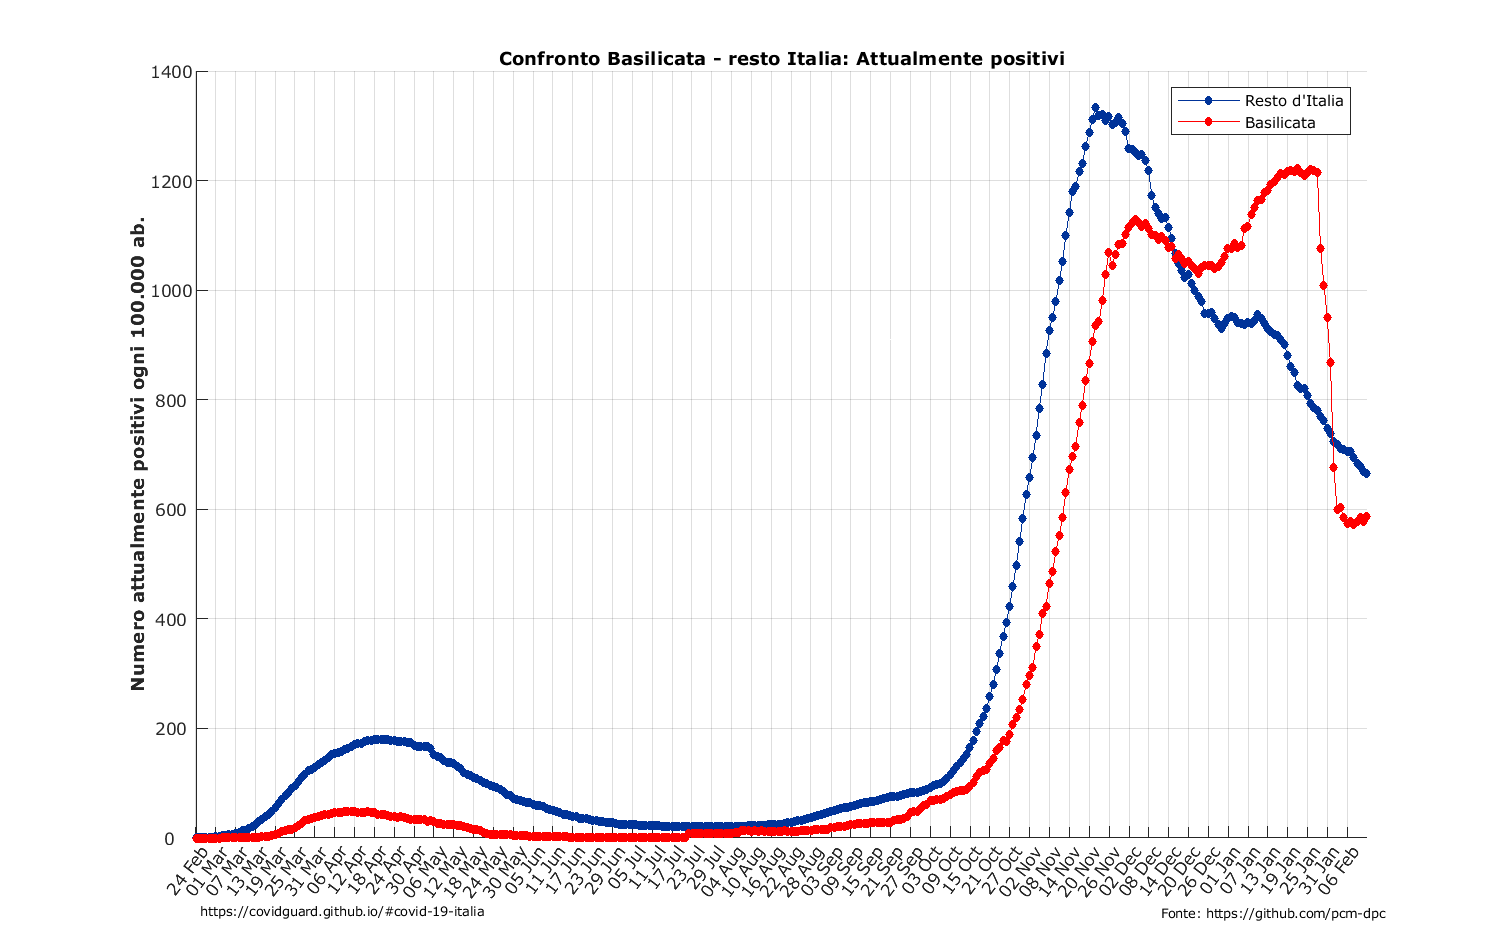 Confronto Basilicata - resto Italia: Attualmente positivi
Resto d'Italia
Basilicata
Numero attualmente positivi ogni 100.000 ab.
1400
1200
1000
800
600
400
200
0
24 Feb
01 Mar
07 Mar
13 Mar
19 Mar
25 Mar
31 Mar
06 Apr
12 Apr
18 Apr
24 Apr
30 Apr
06 May
12 May
18 May
24 May
30 May
05 Jun
11 Jun
17 Jun
23 Jun
29 Jun
05 Jul
11 Jul
17 Jul
23 Jul
29 Jul
04 Aug
10 Aug
16 Aug
22 Aug
28 Aug
03 Sep
09 Sep
15 Sep
21 Sep
27 Sep
03 Oct
09 Oct
15 Oct
21 Oct
27 Oct
02 Nov
08 Nov
14 Nov
20 Nov
26 Nov
02 Dec
08 Dec
14 Dec
20 Dec
26 Dec
01 Jan
07 Jan
13 Jan
19 Jan
25 Jan
31 Jan
06 Feb
https://covidguard.github.io/#covid-19-italia
Fonte: https://github.com/pcm-dpc